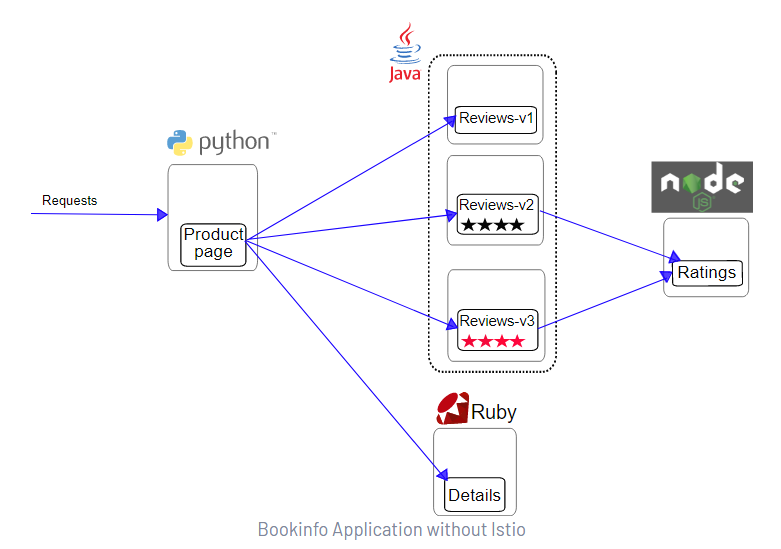 Java
Reviews-v1
python™
Requests
Product
page
Reviews-v2
node
JS
Ratings
Reviews-v3
Ruby
Details
Bookinfo Application without Istio